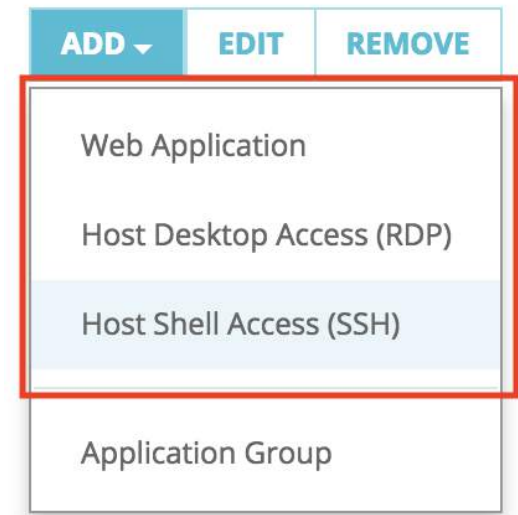 ADD EDIT REMOVE
Web Application
Host Desktop Access (RDP)
Host Shell Access (SSH)
Application Group